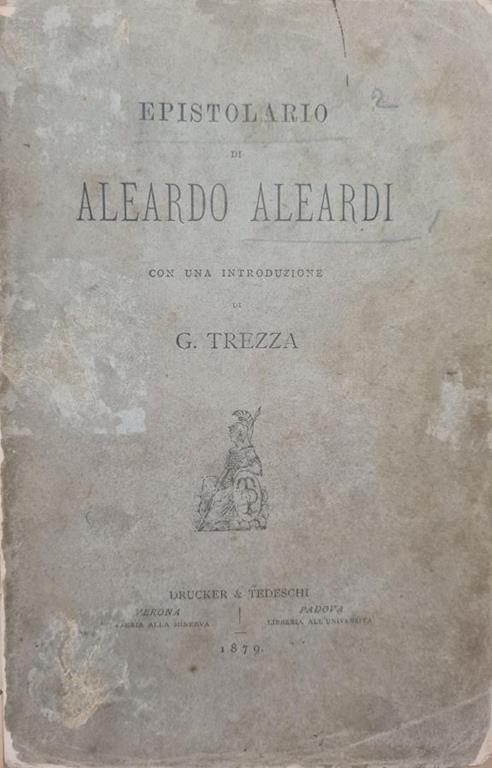 2
EPISTOLARIO
DI
ALEARDO ALEARDI
CON UNA INTRODUZIONE
DI
G. TREZZA
DRUCKER & TEDESCHI
VERONA
ALLA MINERVA
PADOVA
LIBRERIA ALL'UNIVERSITÀ
1879.